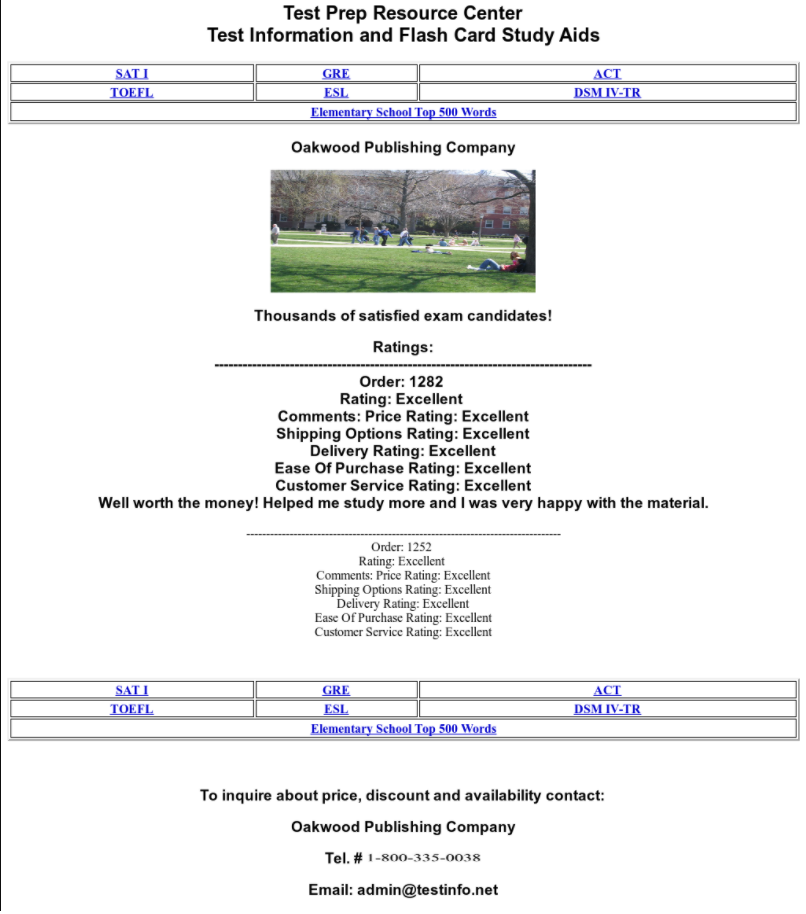 Test Prep Resource Center
Test Information and Flash Card Study Aids
SAT I GRE ACT
TOEFL ESL DSM IV-TR
Elementary School Top 500 Words
Oakwood Publishing Company
Thousands of satisfied exam candidates!
Ratings:
--------------------------------------------------------------------------------
Order: 1282
Rating: Excellent
Comments: Price Rating: Excellent
Shipping Options Rating: Excellent
Delivery Rating: Excellent
Ease Of Purchase Rating: Excellent
Customer Service Rating: Excellent
Well worth the money! Helped me study more and I was very happy with the material.
--------------------------------------------------------------------------------
Order: 1252
Rating: Excellent
Comments: Price Rating: Excellent
Shipping Options Rating: Excellent
Delivery Rating: Excellent
Ease Of Purchase Rating: Excellent
Customer Service Rating: Excellent
SAT I GRE ACT
TOEFL ESL DSM IV-TR
Elementary School Top 500 Words
To inquire about price, discount and availability contact:
Oakwood Publishing Company
Tel. # 1-800-335-0038
Email: admin@testinfo.net